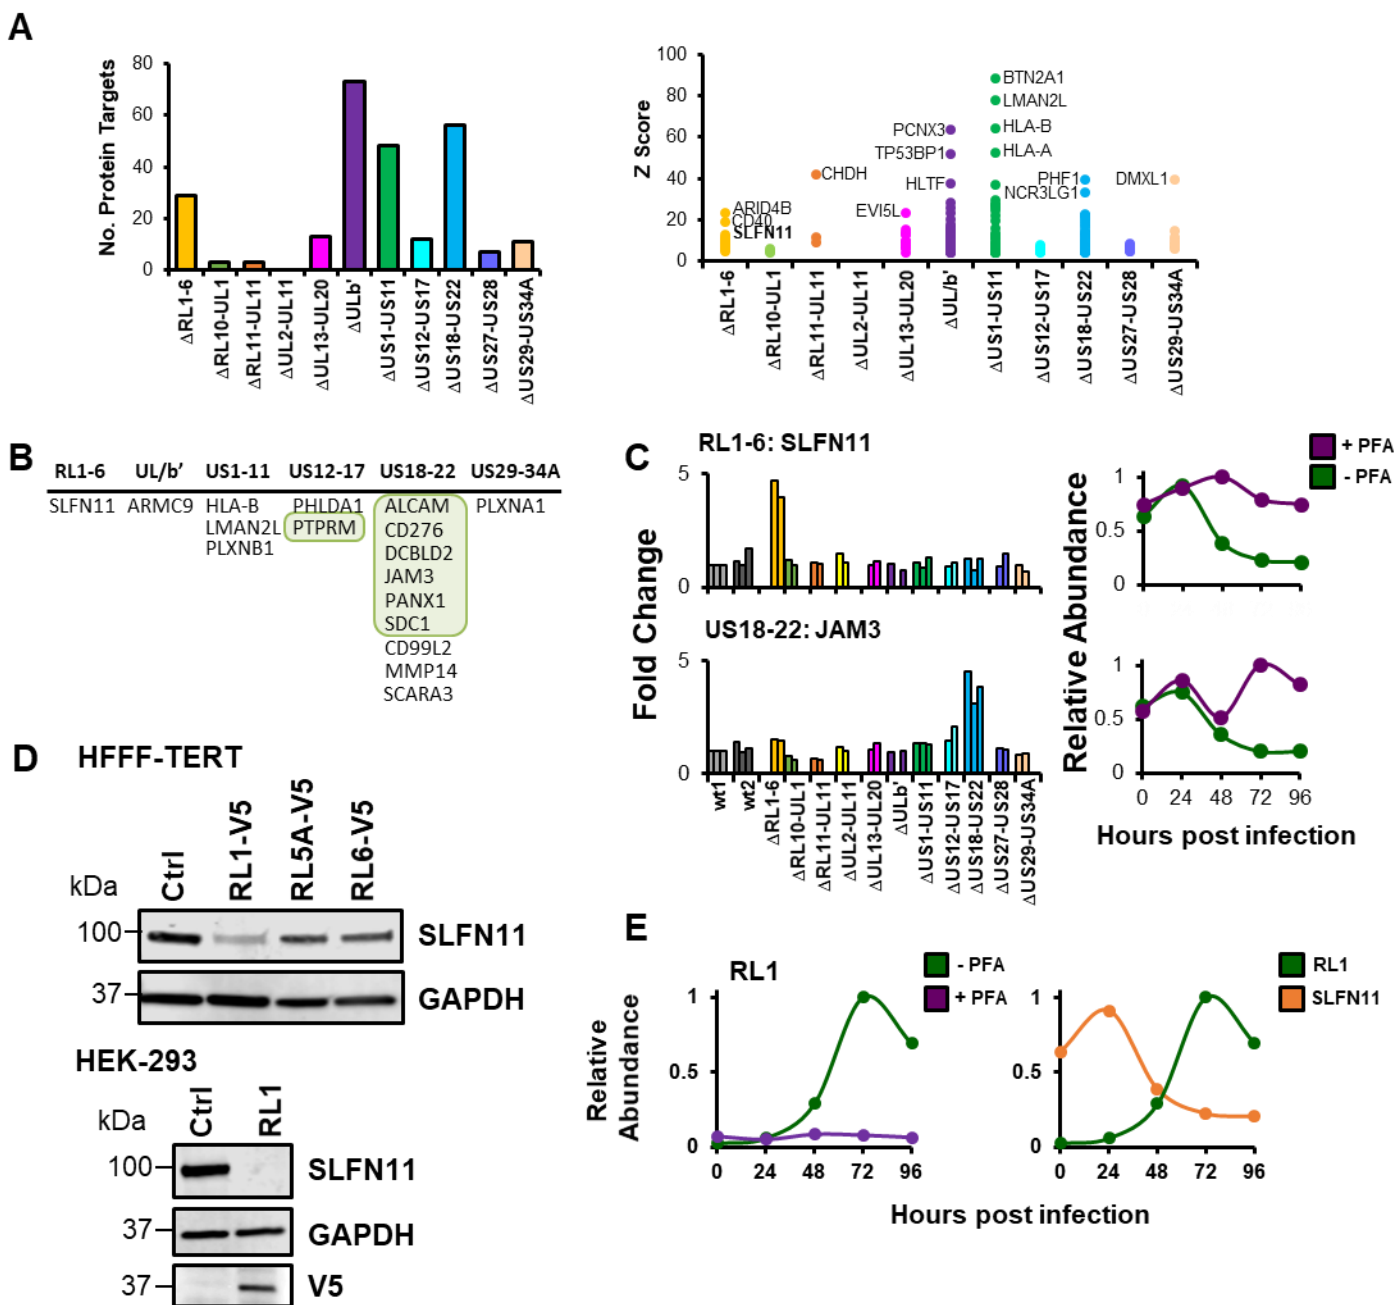 A
No. Protein Targets
80
60
40
20
0
ΔRL1-6
ΔRL10-UL1
ΔRL11-UL11
ΔUL2-UL11
ΔUL13-UL20
ΔULb'
ΔUS1-US11
ΔUS12-US17
ΔUS18-US22
ΔUS27-US28
ΔUS29-US34A
Z Score
100
80
60
40
20
0
ARID4B
CD40
SLFN11
CHDH
EVI5L
PCNX3
TP53BP1
HLTF
BTN2A1
LMAN2L
HLA-B
HLA-A
PHF1
NCR3LG1
DMXL1
ΔRL1-6
ΔRL10-UL1
ΔRL11-UL11
ΔUL2-UL11
ΔUL13-UL20
ΔUL/b'
ΔUS1-US11
ΔUS12-US17
ΔUS18-US22
ΔUS27-US28
ΔUS29-US34A
B
RL1-6 UL/b' US1-11 US12-17 US18-22 US29-34A
SLFN11 ARMC9 HLA-B PHLDA1 ALCAM PLXNA1
LMAN2L PTPRM CD276
PLXNB1 DCBLD2
JAM3
PANX1
SDC1
CD99L2
MMP14
SCARA3
C
RL1-6: SLFN11
5
0
US18-22: JAM3
5
0
Fold Change
wt1
wt2
ΔRL1-6
ΔRL10-UL1
ΔRL11-UL11
ΔUL2-UL11
ΔUL13-UL20
ΔULb'
ΔUS1-US11
ΔUS12-US17
ΔUS18-US22
ΔUS27-US28
ΔUS29-US34A
+ PFA
- PFA
Relative Abundance
1
0.5
0
1
0.5
0
0 24 48 72 96
Hours post infection
D
HFFF-TERT
kDa
Ctrl
RL1-V5
RL5A-V5
RL6-V5
100
SLFN11
37
GAPDH
HEK-293
kDa
Ctrl
RL1
100
SLFN11
37
GAPDH
37
V5
E
RL1
- PFA
+ PFA
RL1
SLFN11
Relative
Abundance
1
0.5
0
0 24 48 72 96
1
0.5
0
0 24 48 72 96
Hours post infection